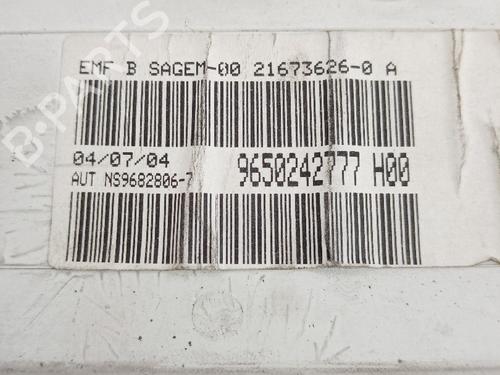 EMF B SAGEM-00 21673626-0 A
04/07/04
9650242777 H00
AUT NS9682806-7
B-PARTS